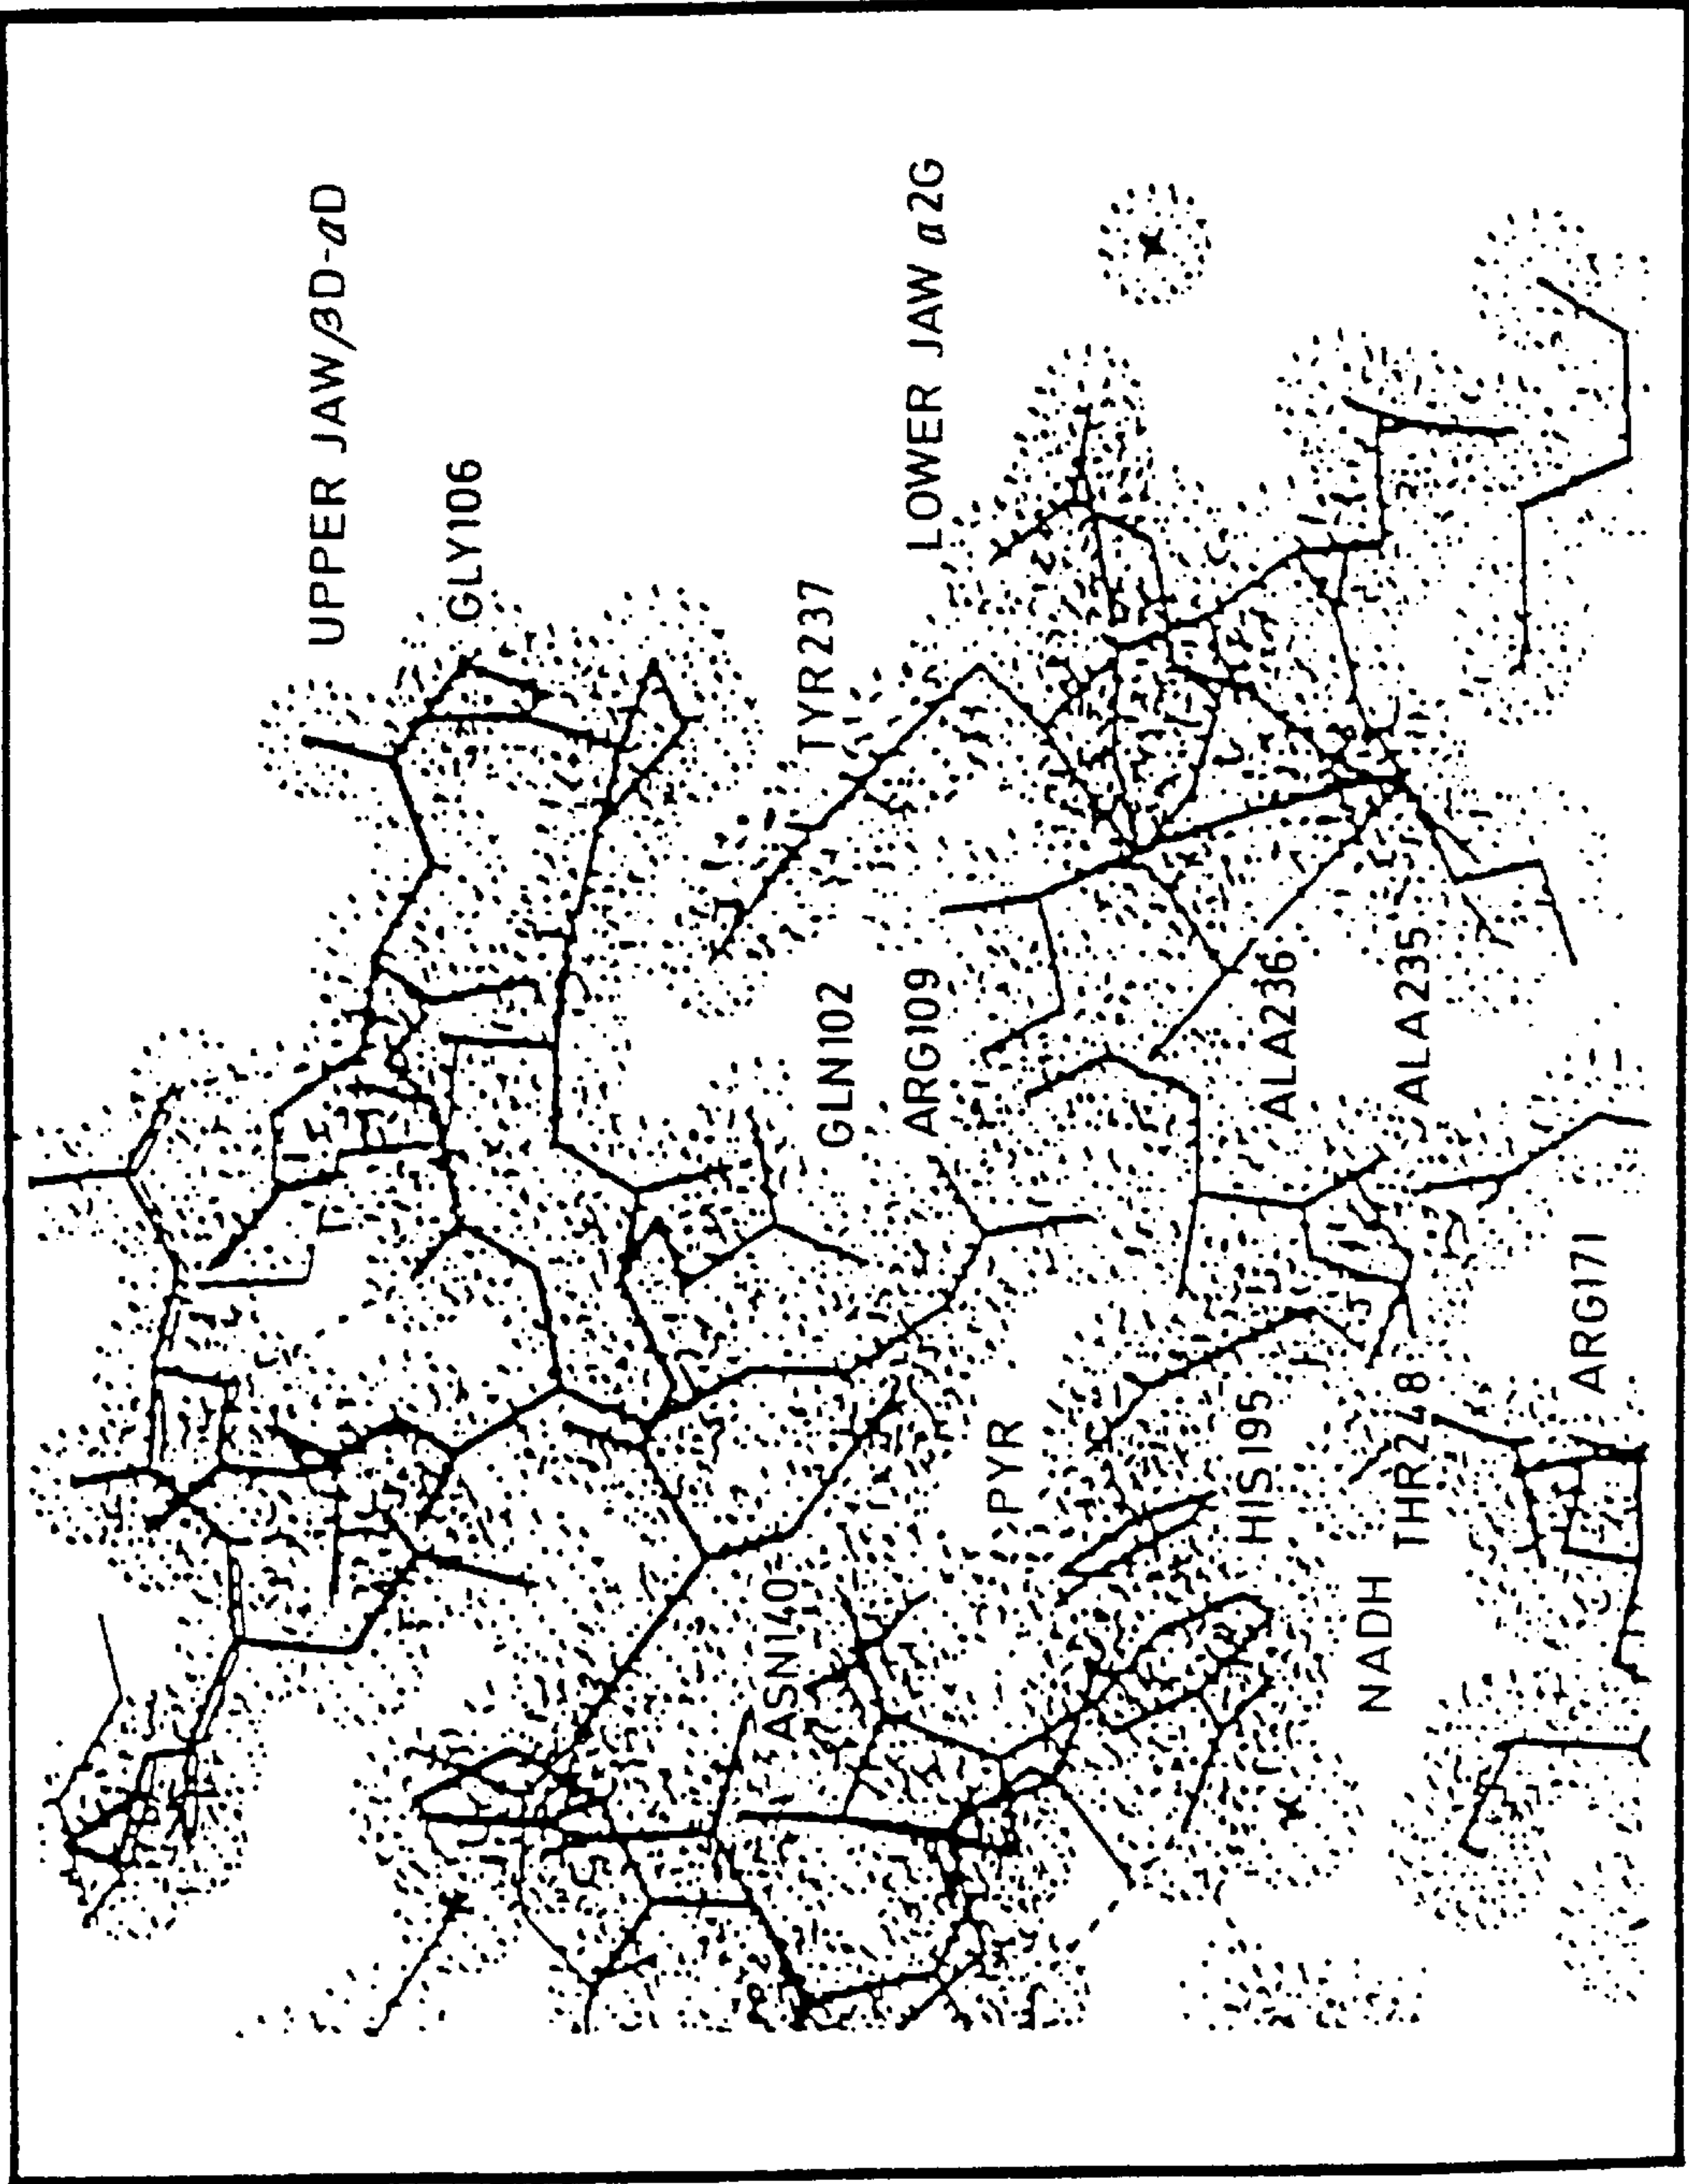 UPPER JAW βD-αD
GLY106
TYR237
LOWER JAW α2G
GLN102
ARG109
ASN140
PYR
ALA236
HIS195
ALA235
NADH
THR248
ARG171